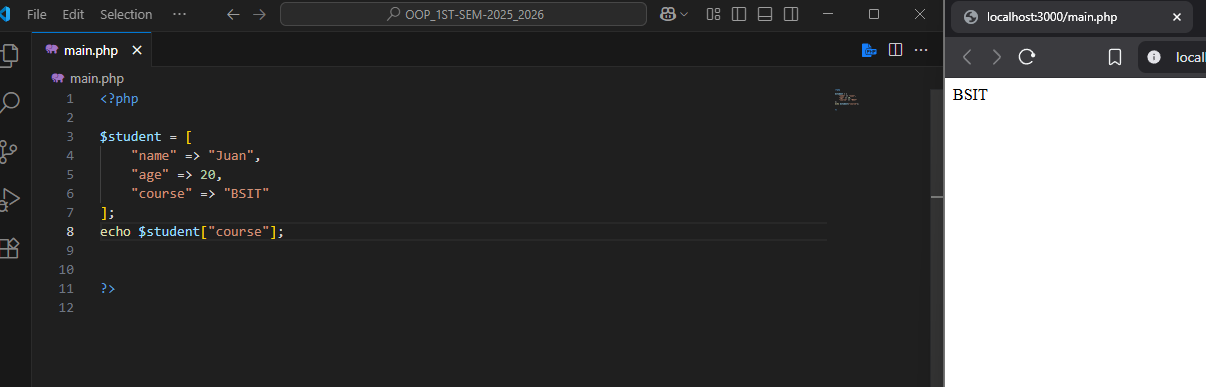 File Edit Selection ··· OOP_1ST-SEM-2025_2026
main.php
main.php
1 <?php
2
3 $student = [
4     "name" => "Juan",
5     "age" => 20,
6     "course" => "BSIT"
7 ];
8 echo $student["course"];
9
10
11 ?>
12
localhost:3000/main.php
local
BSIT